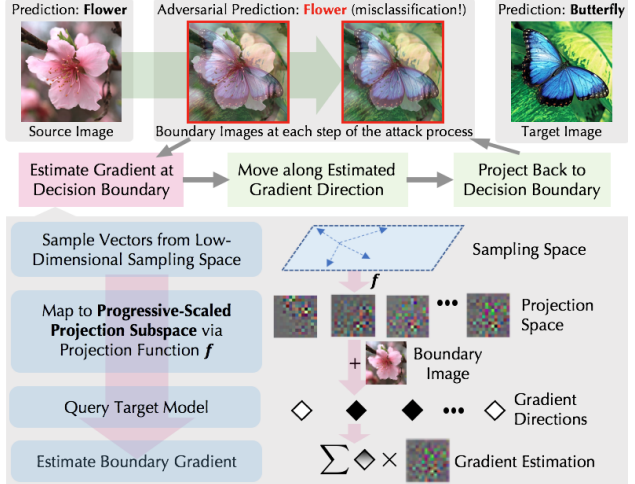 Prediction: Flower
Adversarial Prediction: Flower (misclassification!)
Prediction: Butterfly
Source Image
Boundary Images at each step of the attack process
Target Image
Estimate Gradient at
Decision Boundary
Move along Estimated
Gradient Direction
Project Back to
Decision Boundary
Sample Vectors from Low-
Dimensional Sampling Space
Sampling Space
f
Map to Progressive-Scaled
Projection Subspace via
Projection Function f
•••
Projection
Space
+
Boundary
Image
Query Target Model
•••
Gradient
Directions
Estimate Boundary Gradient
∑ ×
Gradient Estimation